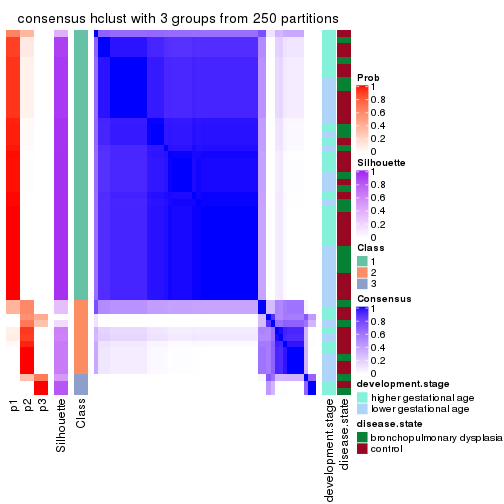 consensus hclust with 3 groups from 250 partitions
Prob
1
0.8
0.6
0.4
0.2
0
Silhouette
1
0.8
0.6
0.4
0.2
0
Class
1
2
3
Consensus
1
0.8
0.6
0.4
0.2
0
development.stage
higher gestational age
lower gestational age
disease.state
bronchopulmonary dysplasia
control
p1
p2
p3
Silhouette
Class
development.stage
disease.state